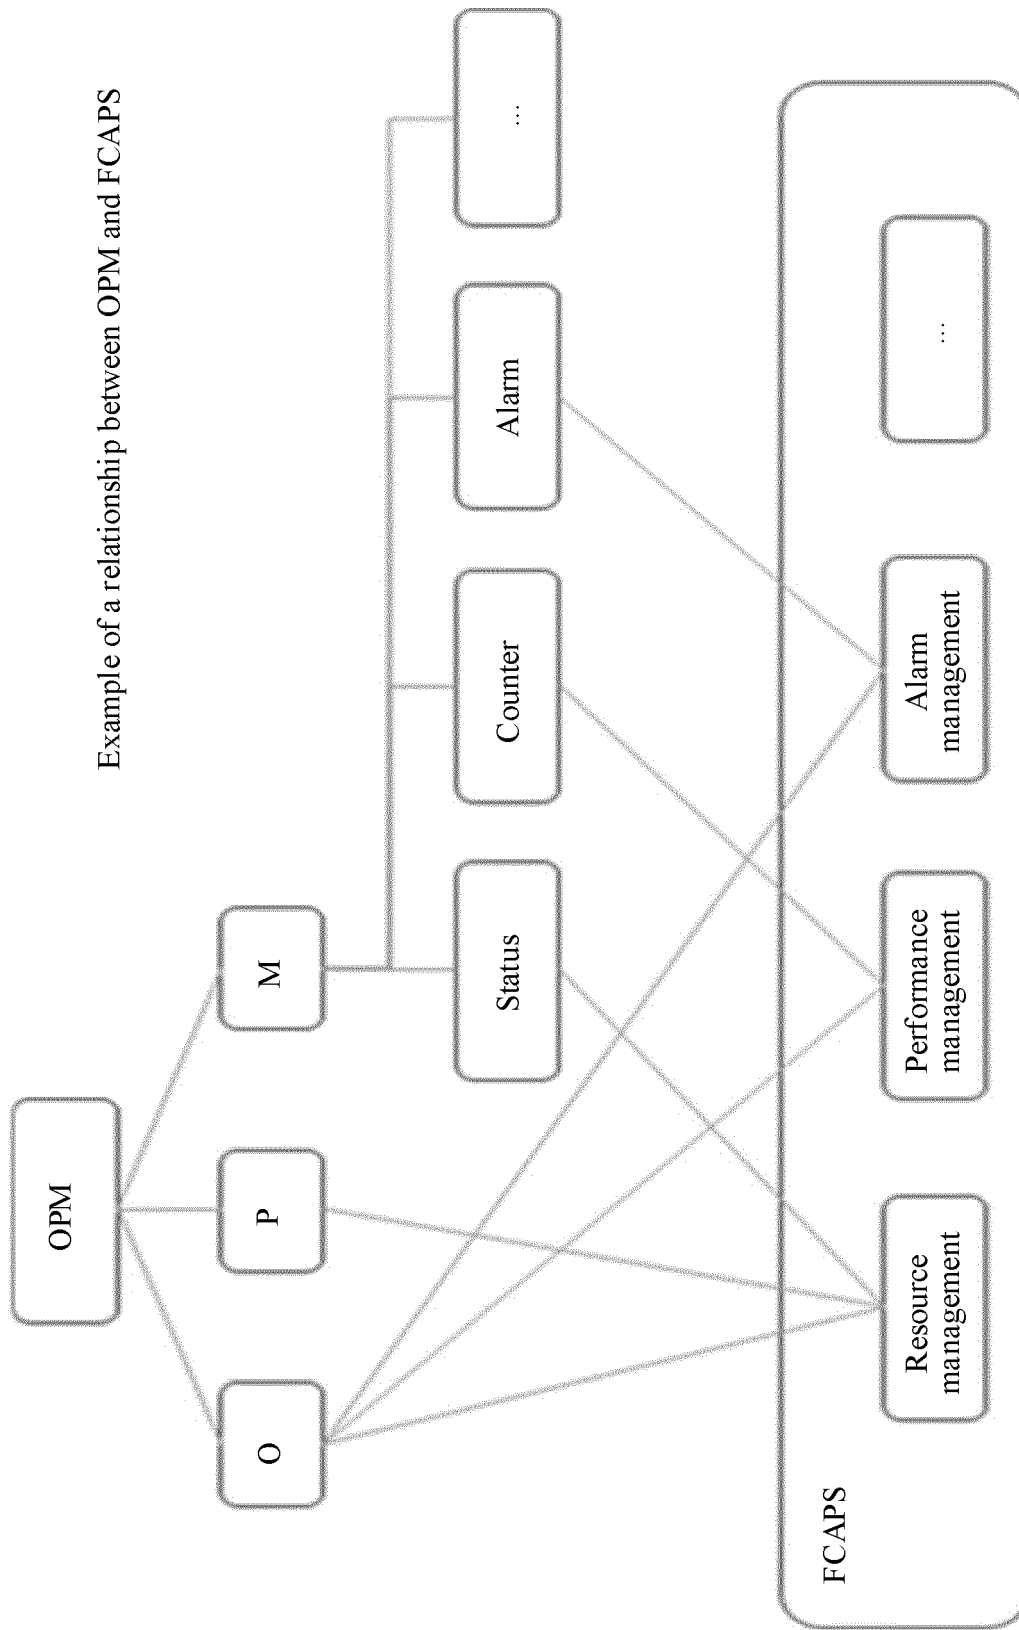 Example of a relationship between OPM and FCAPS
OPM
O
P
M
Status
Counter
Alarm
...
FCAPS
Resource
management
Performance
management
Alarm
management
...